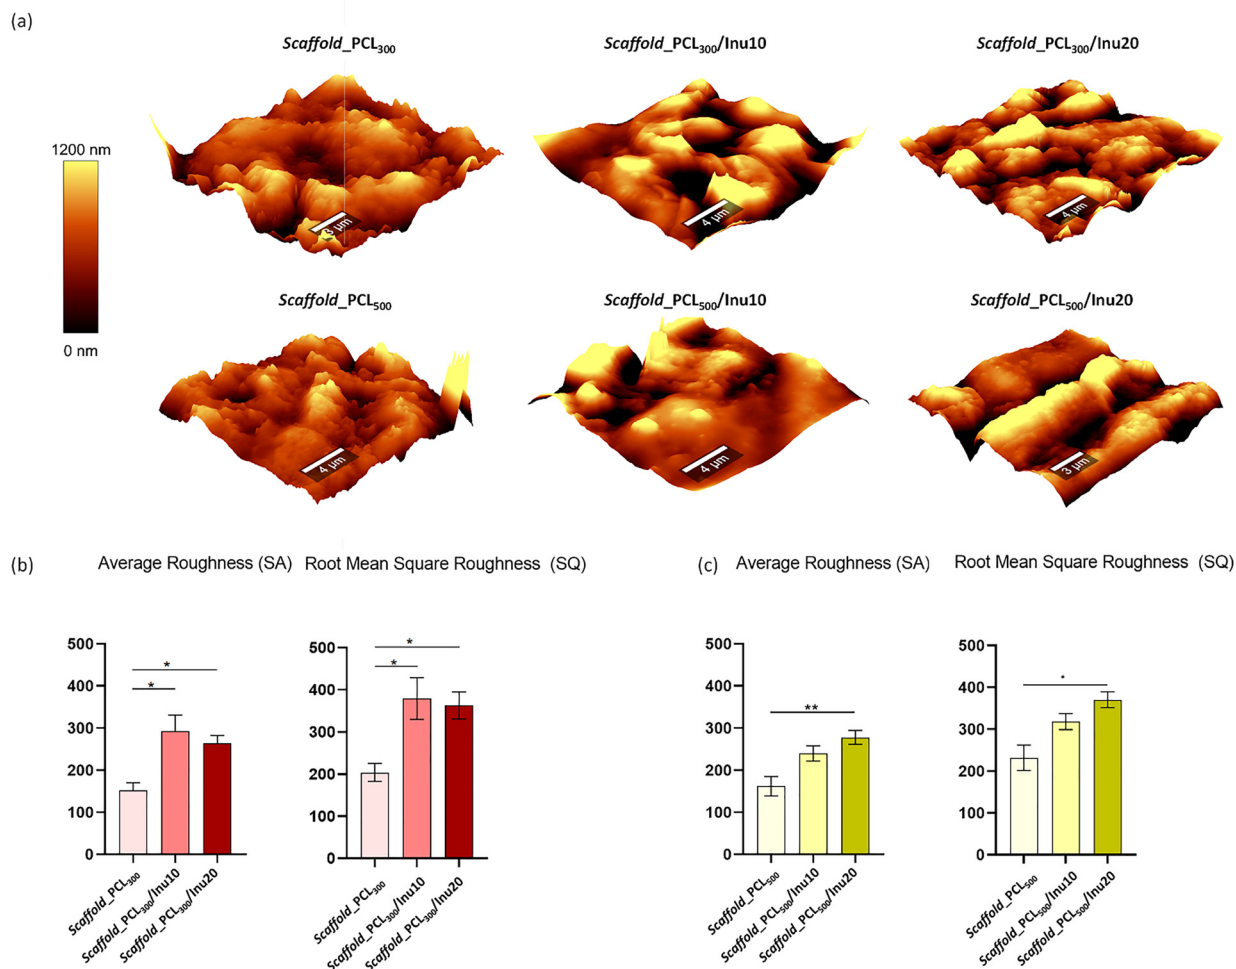 (a)
Scaffold_PCL300 Scaffold_PCL300/Inu10 Scaffold_PCL300/Inu20
1200 nm
0 nm
3 µm
4 µm
4 µm
Scaffold_PCL500 Scaffold_PCL500/Inu10 Scaffold_PCL500/Inu20
4 µm
4 µm
3 µm
(b)
Average Roughness (SA)
500
400
300
200
100
0
*
*
Scaffold_PCL300
Scaffold_PCL300/Inu10
Scaffold_PCL300/Inu20
Root Mean Square Roughness (SQ)
500
400
300
200
100
0
*
*
Scaffold_PCL300
Scaffold_PCL300/Inu10
Scaffold_PCL300/Inu20
(c)
Average Roughness (SA)
500
400
300
200
100
0
**
Scaffold_PCL500
Scaffold_PCL500/Inu10
Scaffold_PCL500/Inu20
Root Mean Square Roughness (SQ)
500
400
300
200
100
0
*
Scaffold_PCL500
Scaffold_PCL500/Inu10
Scaffold_PCL500/Inu20